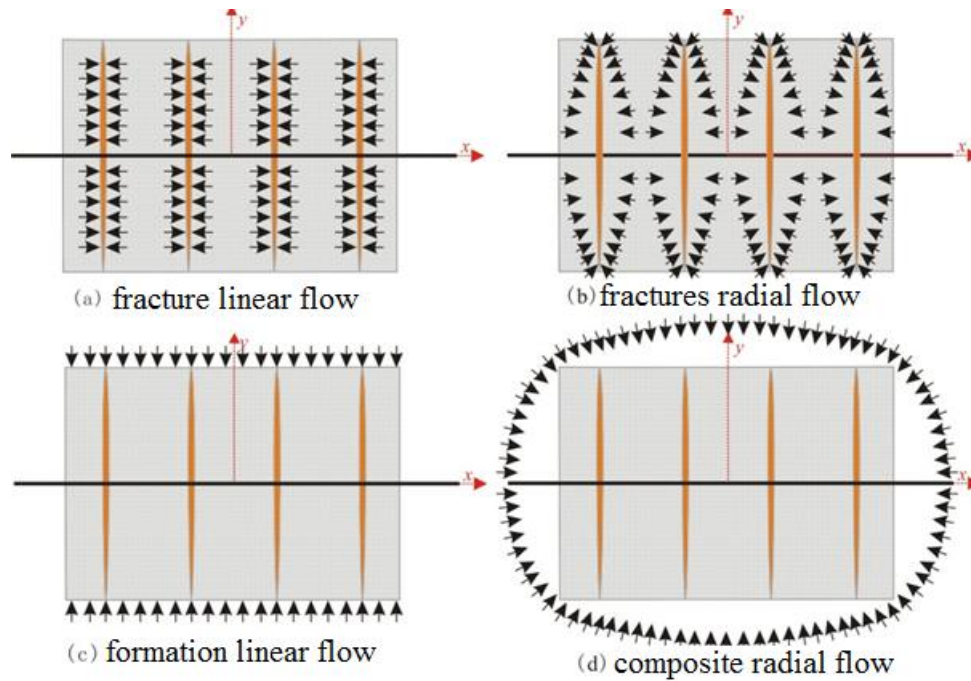 y
x
(a) fracture linear flow
y
x
(b) fractures radial flow
y
x
(c) formation linear flow
y
x
(d) composite radial flow